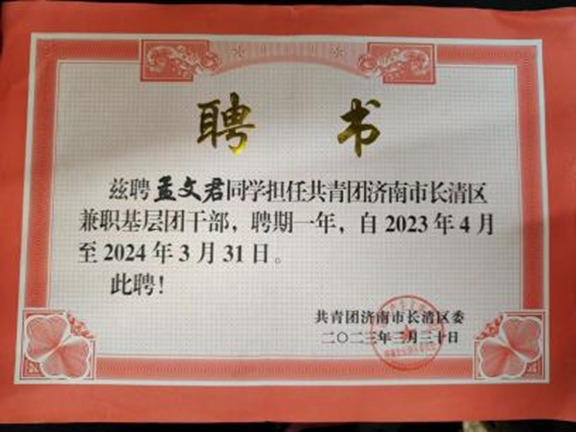 聘书
兹聘孟文君同学担任共青团济南市长清区
兼职基层团干部，聘期一年，自2023年4月
至2024年3月31日。
此聘！
共青团济南市长清区委
二〇二三年三月三十日